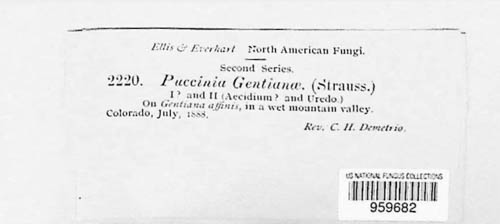 Ellis & Everhart North American Fungi.
Second Series.
2220. Puccinia Gentianæ. (Strauss.)
I? and II (Aecidium? and Uredo.)
On Gentiana affinis, in a wet mountain valley.
Colorado, July, 1888.
Rev. C. H. Demetrio.
US NATIONAL FUNGUS COLLECTIONS
959682